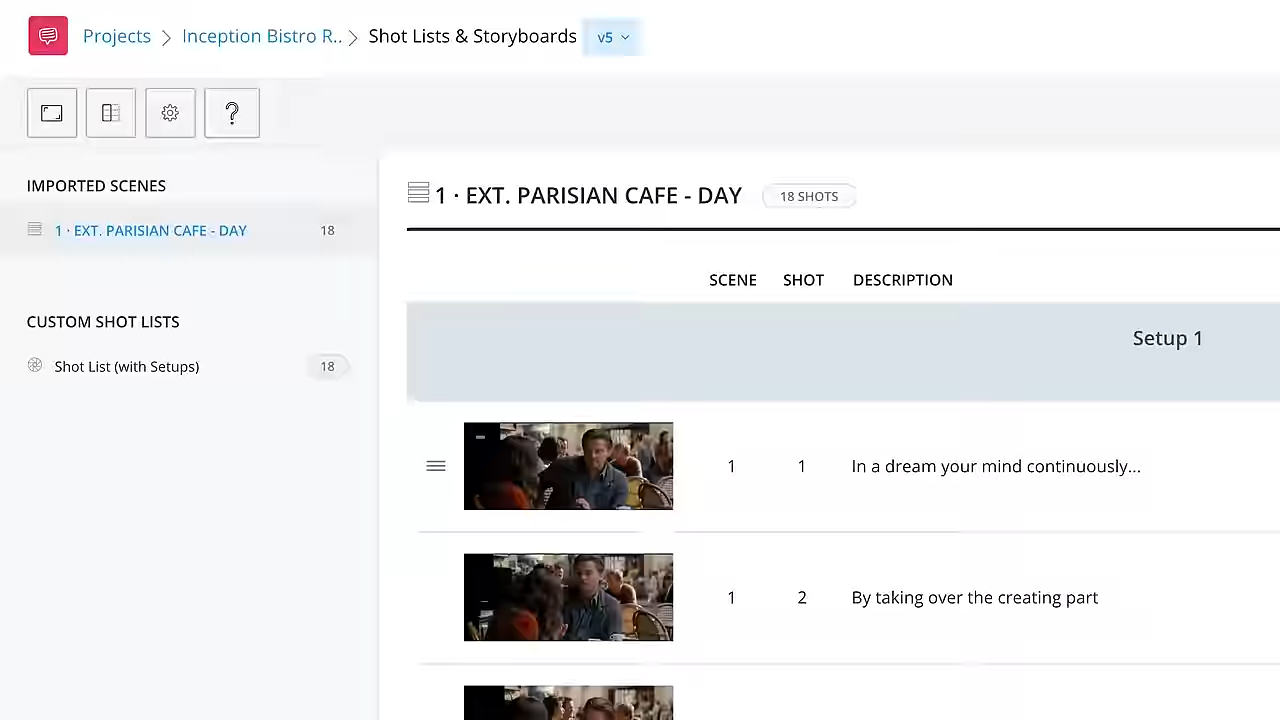 Projects
Inception Bistro R..
Shot Lists & Storyboards
v5
?
IMPORTED SCENES
1 · EXT. PARISIAN CAFE - DAY
18
CUSTOM SHOT LISTS
Shot List (with Setups)
18
1 · EXT. PARISIAN CAFE - DAY
18 SHOTS
SCENE SHOT DESCRIPTION
Setup 1
1 1 In a dream your mind continuously...
1 2 By taking over the creating part